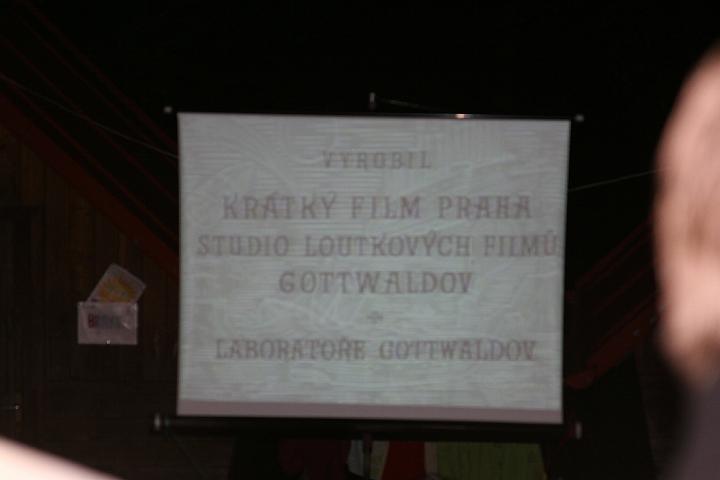 VYROBIL
KRÁTKÝ FILM PRAHA
STUDIO LOUTKOVÝCH FILMŮ
GOTTWALDOV
LABORATOŘE GOTTWALDOV